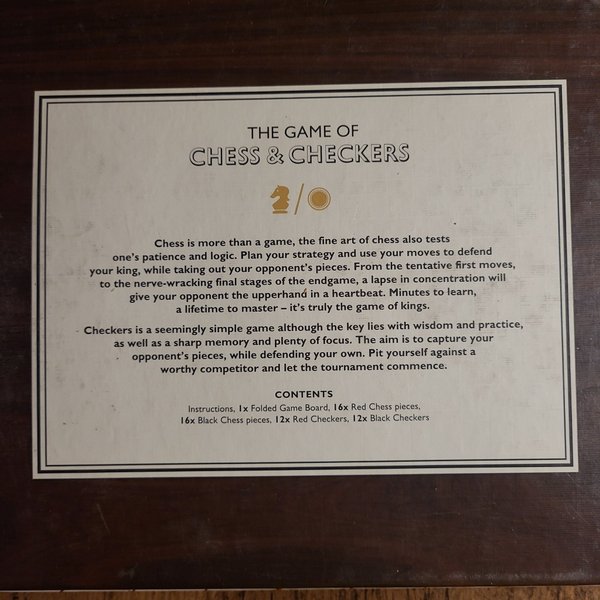 THE GAME OF
CHESS & CHECKERS
Chess is more than a game, the fine art of chess also tests
one's patience and logic. Plan your strategy and use your moves to defend
your king, while taking out your opponent's pieces. From the tentative first moves,
to the nerve-wracking final stages of the endgame, a lapse in concentration will
give your opponent the upperhand in a heartbeat. Minutes to learn,
a lifetime to master – it's truly the game of kings.
Checkers is a seemingly simple game although the key lies with wisdom and practice,
as well as a sharp memory and plenty of focus. The aim is to capture your
opponent's pieces, while defending your own. Pit yourself against a
worthy competitor and let the tournament commence.
CONTENTS
Instructions, 1x Folded Game Board, 16x Red Chess pieces,
16x Black Chess pieces, 12x Red Checkers, 12x Black Checkers